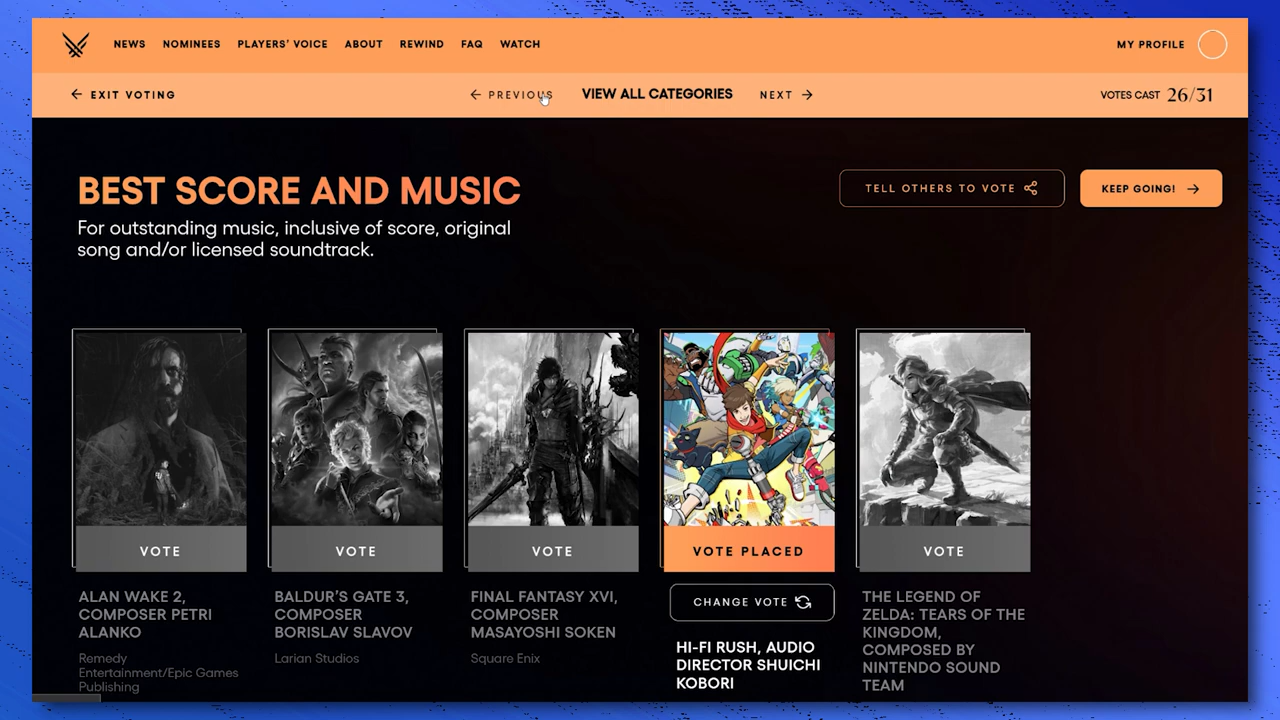 NEWS NOMINEES PLAYERS' VOICE ABOUT REWIND FAQ WATCH MY PROFILE
EXIT VOTING PREVIOUS VIEW ALL CATEGORIES NEXT VOTES CAST 26/31
BEST SCORE AND MUSIC
For outstanding music, inclusive of score, original
song and/or licensed soundtrack.
TELL OTHERS TO VOTE
KEEP GOING!
VOTE
ALAN WAKE 2,
COMPOSER PETRI
ALANKO
Remedy
Entertainment/Epic Games
Publishing
VOTE
BALDUR'S GATE 3,
COMPOSER
BORISLAV SLAVOV
Larian Studios
VOTE
FINAL FANTASY XVI,
COMPOSER
MASAYOSHI SOKEN
Square Enix
VOTE PLACED
CHANGE VOTE
HI-FI RUSH, AUDIO
DIRECTOR SHUICHI
KOBORI
VOTE
THE LEGEND OF
ZELDA: TEARS OF THE
KINGDOM,
COMPOSED BY
NINTENDO SOUND
TEAM